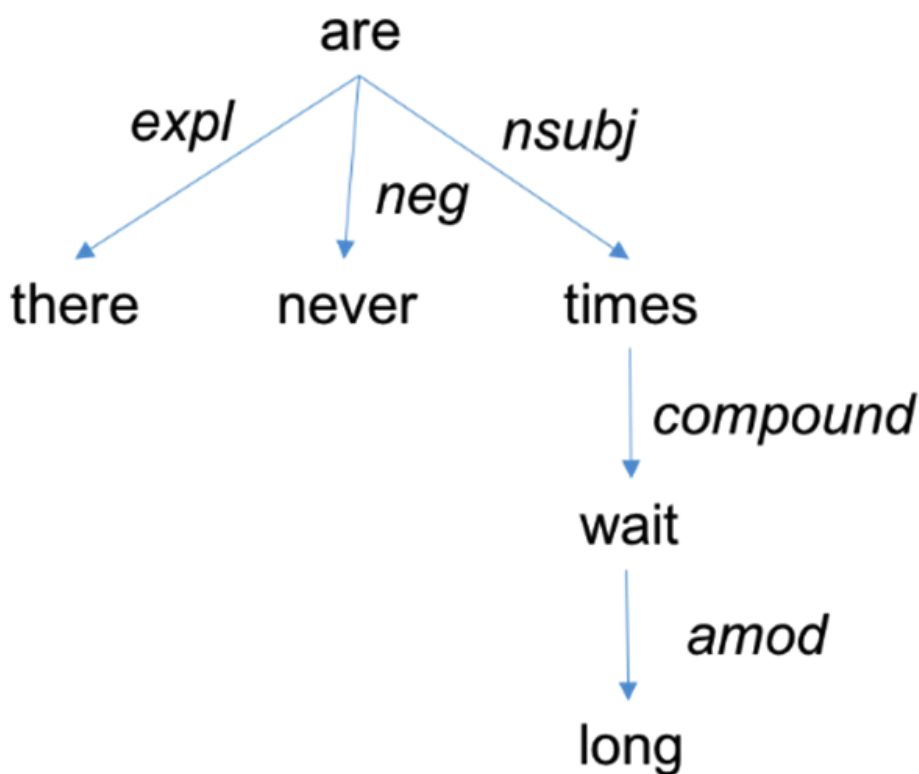 are
expl
nsubj
neg
there never times
compound
wait
amod
long